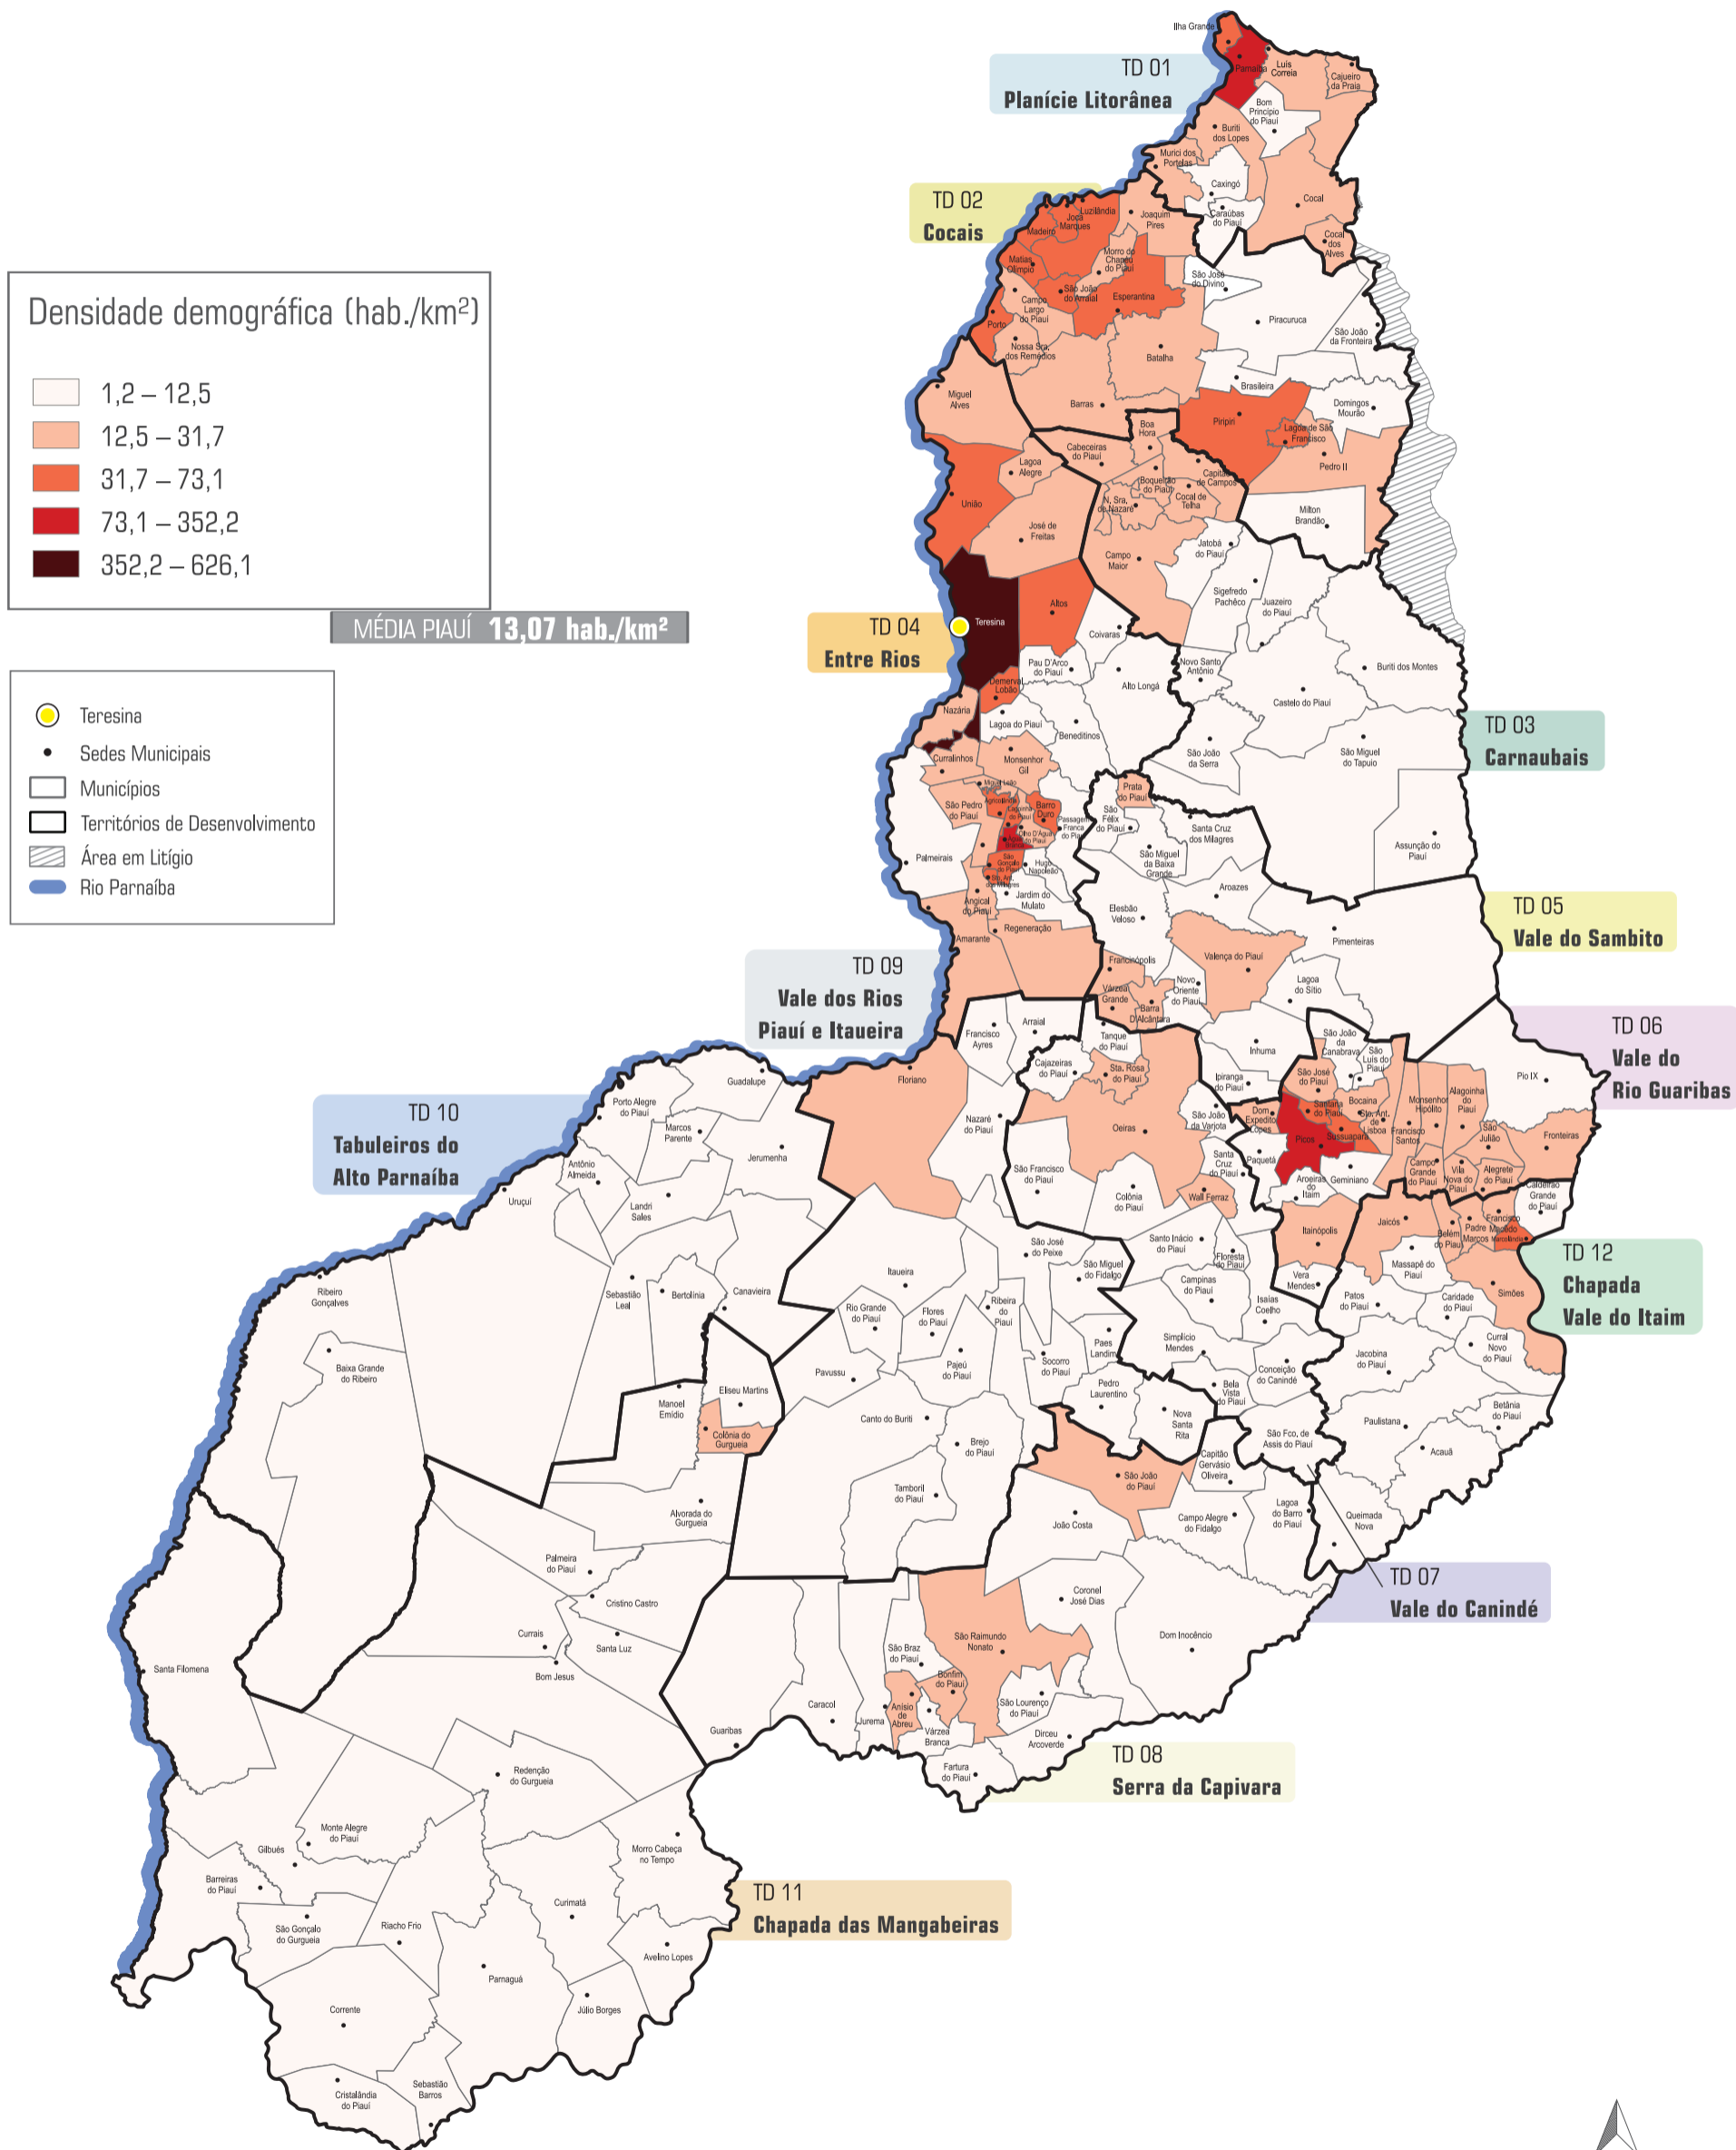 Densidade demográfica (hab./km²)
1,2 – 12,5
12,5 – 31,7
31,7 – 73,1
73,1 – 352,2
352,2 – 626,1
MÉDIA PIAUÍ 13,07 hab./km²
Teresina
Sedes Municipais
Municípios
Territórios de Desenvolvimento
Área em Litígio
Rio Parnaíba
TD 01
Planície Litorânea
TD 02
Cocais
TD 04
Entre Rios
TD 03
Carnaubais
TD 05
Vale do Sambito
TD 09
Vale dos Rios
Piauí e Itaueira
TD 06
Vale do
Rio Guaribas
TD 10
Tabuleiros do
Alto Parnaíba
TD 12
Chapada
Vale do Itaim
TD 07
Vale do Canindé
TD 08
Serra da Capivara
TD 11
Chapada das Mangabeiras
Ilha Grande
Parnaíba
Luís
Correia
Cajueiro
da Praia
Bom
Princípio
do Piauí
Buriti
dos Lopes
Murici dos
Portelas
Caxingó
Caraúbas
do Piauí
Cocal
Cocal
dos
Alves
Luzilândia
Joca
Marques
Madeiro
Joaquim
Pires
Matias
Olímpio
Morro do
Chapéu
do Piauí
São João
do Arraial
Esperantina
Campo
Largo
do Piauí
Porto
Nossa Sra.
dos Remédios
São José
do Divino
Piracuruca
São João
da Fronteira
Batalha
Barras
Brasileira
Domingos
Mourão
Piripiri
Lagoa de São
Francisco
Pedro II
Milton
Brandão
Miguel
Alves
União
Lagoa
Alegre
José de
Freitas
Boa
Hora
Cabeceiras
do Piauí
Boqueirão
do Piauí
Capitão
de Campos
N. Sra.
de Nazaré
Cocal de
Telha
Campo
Maior
Jatobá
do Piauí
Sigefredo
Pachêco
Juazeiro
do Piauí
Teresina
Altos
Coivaras
Pau D'Arco
do Piauí
Alto Longá
Novo Santo
Antônio
Buriti dos Montes
Castelo do Piauí
São João
da Serra
São Miguel
do Tapuio
Assunção do
Piauí
Demerval
Lobão
Nazária
Lagoa do Piauí
Beneditinos
Curralinhos
Monsenhor
Gil
Miguel Leão
São Pedro
do Piauí
Agricolândia
Barro
Duro
Passagem
Franca
do Piauí
Palmeirais
Hugo
Napoleão
Jardim do
Mulato
Angical
do Piauí
Amarante
Regeneração
Prata
do Piauí
São
Félix
do Piauí
Santa Cruz
dos Milagres
São Miguel
da Baixa
Grande
Aroazes
Elesbão
Veloso
Pimenteiras
Francinópolis
Valença do Piauí
Várzea
Grande
Barra
D'Alcântara
Novo
Oriente
do Piauí
Lagoa
do Sítio
Inhuma
Francisco
Ayres
Arraial
Tanque
do Piauí
Cajazeiras
do Piauí
Sta. Rosa
do Piauí
Floriano
Nazaré
do Piauí
Oeiras
São Francisco
do Piauí
Colônia
do Piauí
Ipiranga
do Piauí
São João
da Varjota
Santa
Cruz
do Piauí
Wall Ferraz
Dom
Expedito
Lopes
Paquetá
São João
da
Canabrava
São
Luis do
Piauí
São José
do Piauí
Santana
do Piauí
Bocaina
Sto. Ant.
de
Lisboa
Picos
Sussuapara
Geminiano
Aroeiras
do
Itaim
Francisco
Santos
Monsenhor
Hipólito
Alagoinha
do
Piauí
São
Julião
Pio IX
Fronteiras
Campo
Grande
do Piauí
Vila
Nova do
Piauí
Alegrete
do Piauí
Caldeirão
Grande
do Piauí
Itainópolis
Vera
Mendes
Jaicós
Belém
do Piauí
Padre
Marcos
Francisco
Macedo
Marcolândia
Massapê do
Piauí
Simões
Patos
do Piauí
Caridade
do Piauí
Curral
Novo
do Piauí
Jacobina
do Piauí
Paulistana
Betânia
do Piauí
Acauã
Queimada
Nova
Santo Inácio
do Piauí
Floresta
do Piauí
Campinas
do Piauí
Isaías
Coelho
Simplício
Mendes
Conceição
do Canindé
Bela
Vista
do Piauí
São Fco. de
Assis do Piauí
Guadalupe
Porto Alegre
do Piauí
Marcos
Parente
Jerumenha
Antônio
Almeida
Landri
Sales
Uruçuí
Sebastião
Leal
Bertolínia
Canavieira
Ribeiro
Gonçalves
Baixa Grande
do Ribeiro
Itaueira
São José
do Peixe
São Miguel
do Fidalgo
Rio Grande
do Piauí
Flores
do Piauí
Ribeira
do
Piauí
Paes
Landim
Socorro
do Piauí
Pavussu
Pajeú
do Piauí
Pedro
Laurentino
Nova
Santa
Rita
Canto do Buriti
Brejo
do Piauí
Tamboril
do Piauí
Manoel
Emídio
Eliseu Martins
Colônia do
Gurgueia
Alvorada do
Gurgueia
São João
do Piauí
Capitão
Gervásio
Oliveira
João Costa
Campo Alegre
do Fidalgo
Lagoa
do Barro
do Piauí
Coronel
José Dias
Dom Inocêncio
São Raimundo
Nonato
São Braz
do Piauí
Bonfim
do Piauí
Anísio
de
Abreu
São Lourenço
do Piauí
Várzea
Branca
Dirceu
Arcoverde
Fartura
do Piauí
Jurema
Caracol
Guaribas
Palmeira
do Piauí
Cristino Castro
Currais
Santa Luz
Bom Jesus
Santa Filomena
Redenção
do Gurgueia
Monte Alegre
do Piauí
Gilbués
Barreiras
do Piauí
São Gonçalo
do Gurgueia
Riacho Frio
Morro Cabeça
no Tempo
Curimatá
Avelino Lopes
Parnaguá
Júlio Borges
Corrente
Cristalândia
do Piauí
Sebastião
Barros